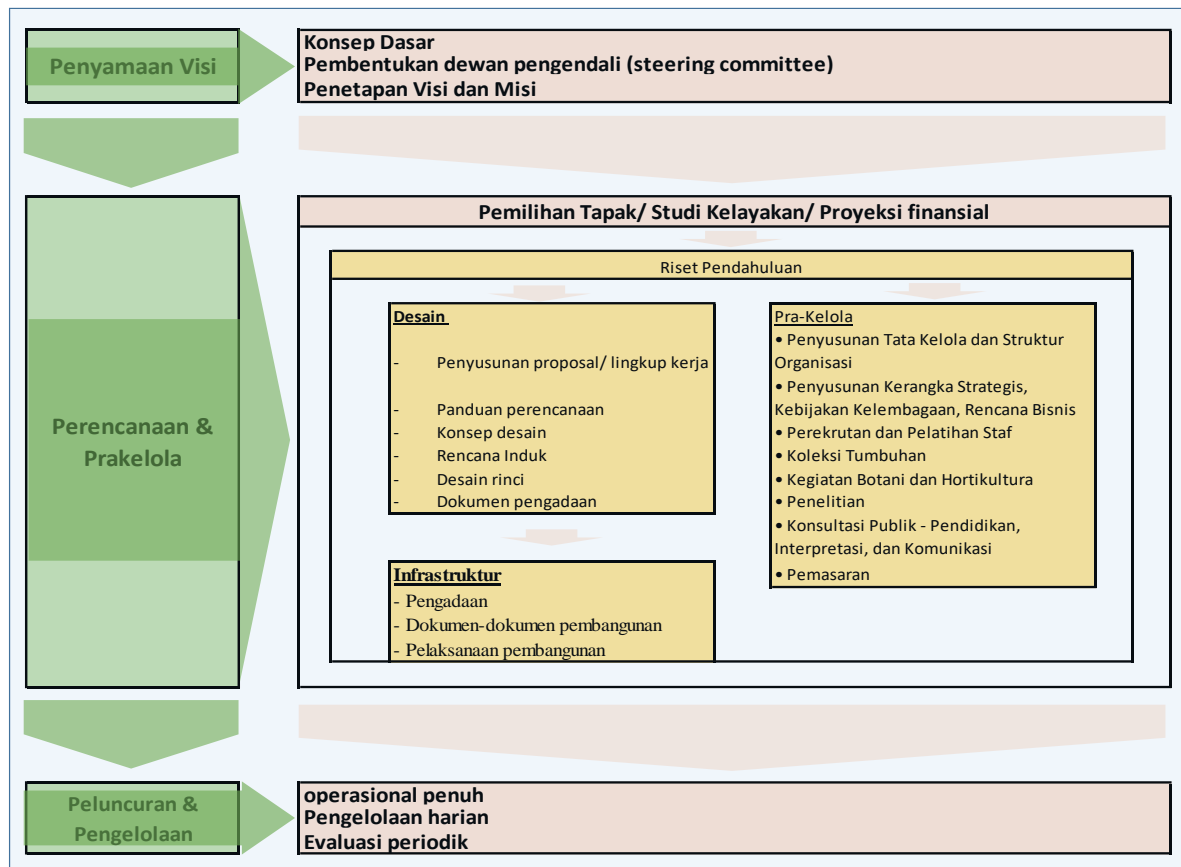 Penyamaan Visi
Konsep Dasar
Pembentukan dewan pengendali (steering committee)
Penetapan Visi dan Misi
Perencanaan &
Prakelola
Pemilihan Tapak/ Studi Kelayakan/ Proyeksi finansial
Riset Pendahuluan
Desain
- Penyusunan proposal/ lingkup kerja
- Panduan perencanaan
- Konsep desain
- Rencana Induk
- Desain rinci
- Dokumen pengadaan
Infrastruktur
- Pengadaan
- Dokumen-dokumen pembangunan
- Pelaksanaan pembangunan
Pra-Kelola
• Penyusunan Tata Kelola dan Struktur
Organisasi
• Penyusunan Kerangka Strategis,
Kebijakan Kelembagaan, Rencana Bisnis
• Perekrutan dan Pelatihan Staf
• Koleksi Tumbuhan
• Kegiatan Botani dan Hortikultura
• Penelitian
• Konsultasi Publik - Pendidikan,
Interpretasi, dan Komunikasi
• Pemasaran
Peluncuran &
Pengelolaan
operasional penuh
Pengelolaan harian
Evaluasi periodik